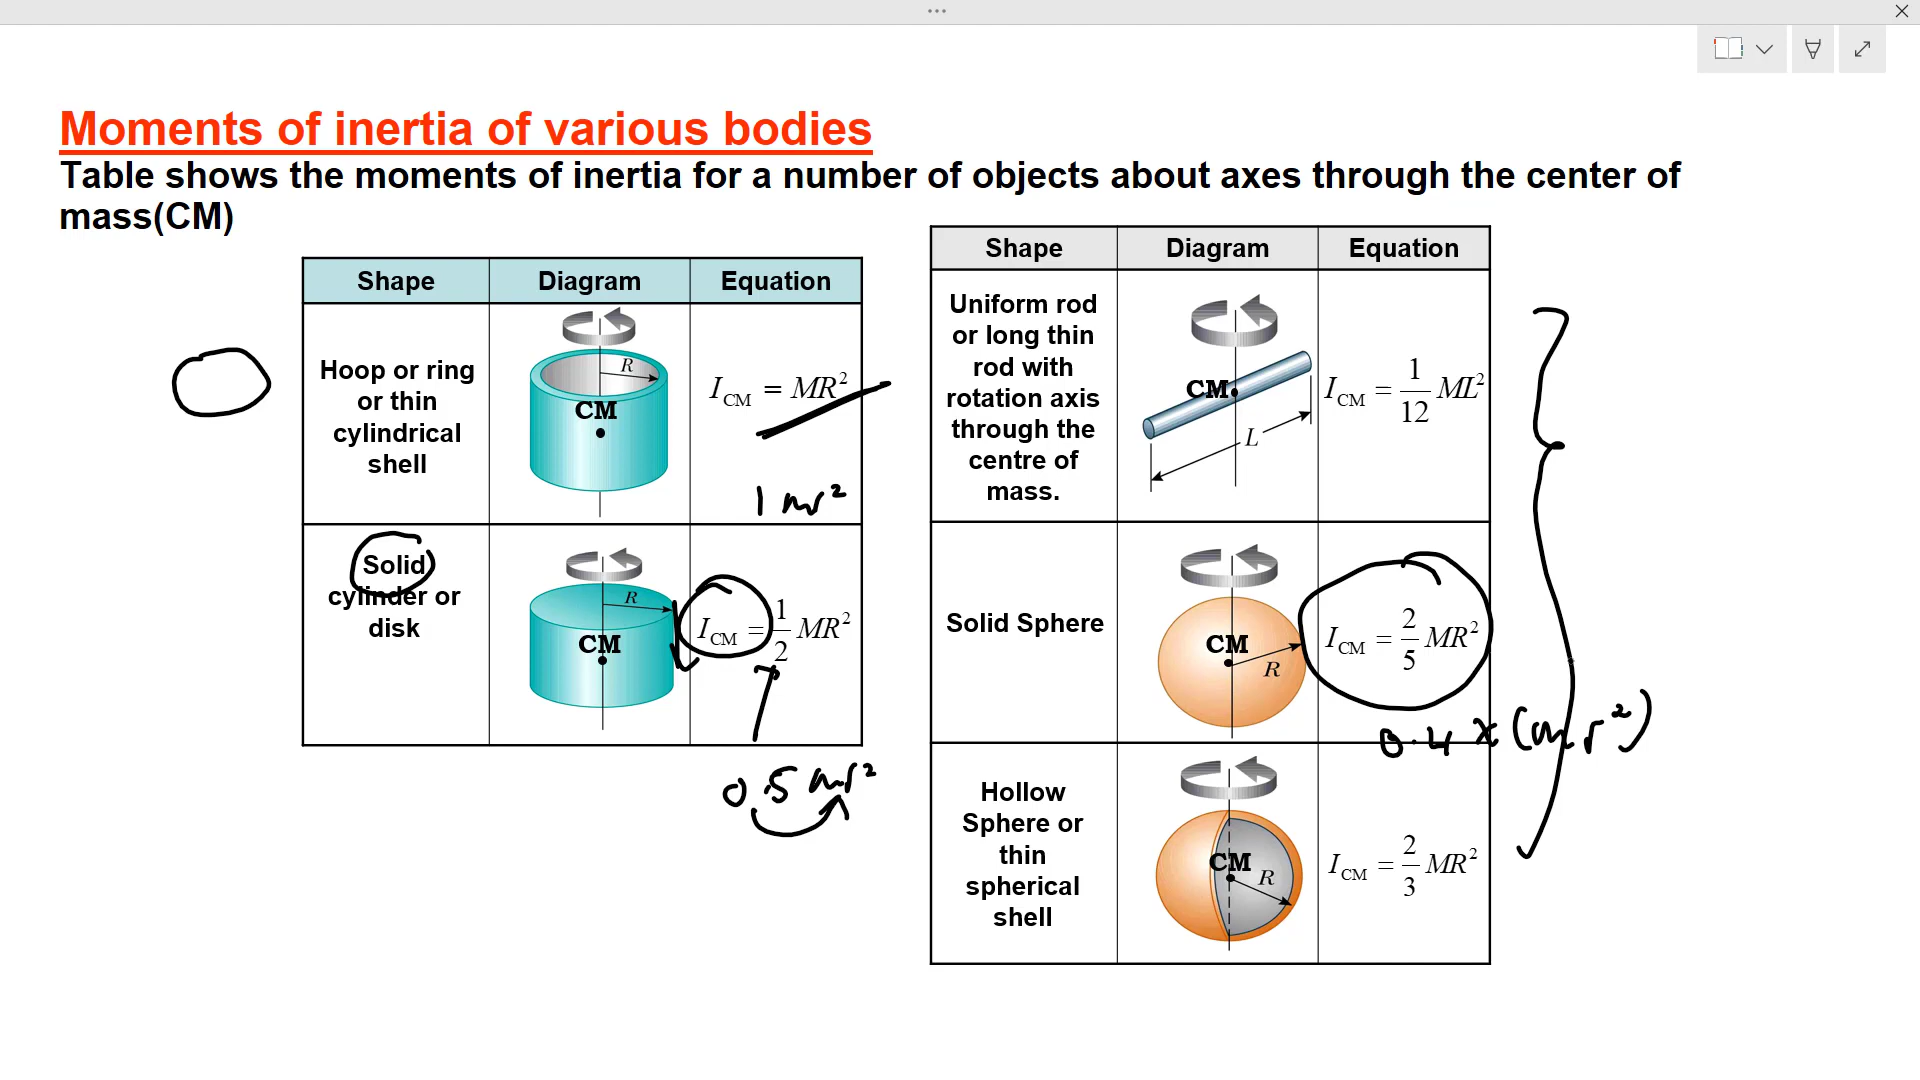 Moments of inertia of various bodies
Table shows the moments of inertia for a number of objects about axes through the center of
mass(CM)
Shape Diagram Equation
Hoop or ring
or thin
cylindrical
shell
R
CM
I_CM = MR²
1 mr²
Solid
cylinder or
disk
R
CM
I_CM = 1/2 MR²
0.5 mr²
Shape Diagram Equation
Uniform rod
or long thin
rod with
rotation axis
through the
centre of
mass.
CM
L
I_CM = 1/12 ML²
Solid Sphere
CM
R
I_CM = 2/5 MR²
0.4 x (mr²)
Hollow
Sphere or
thin
spherical
shell
CM
R
I_CM = 2/3 MR²